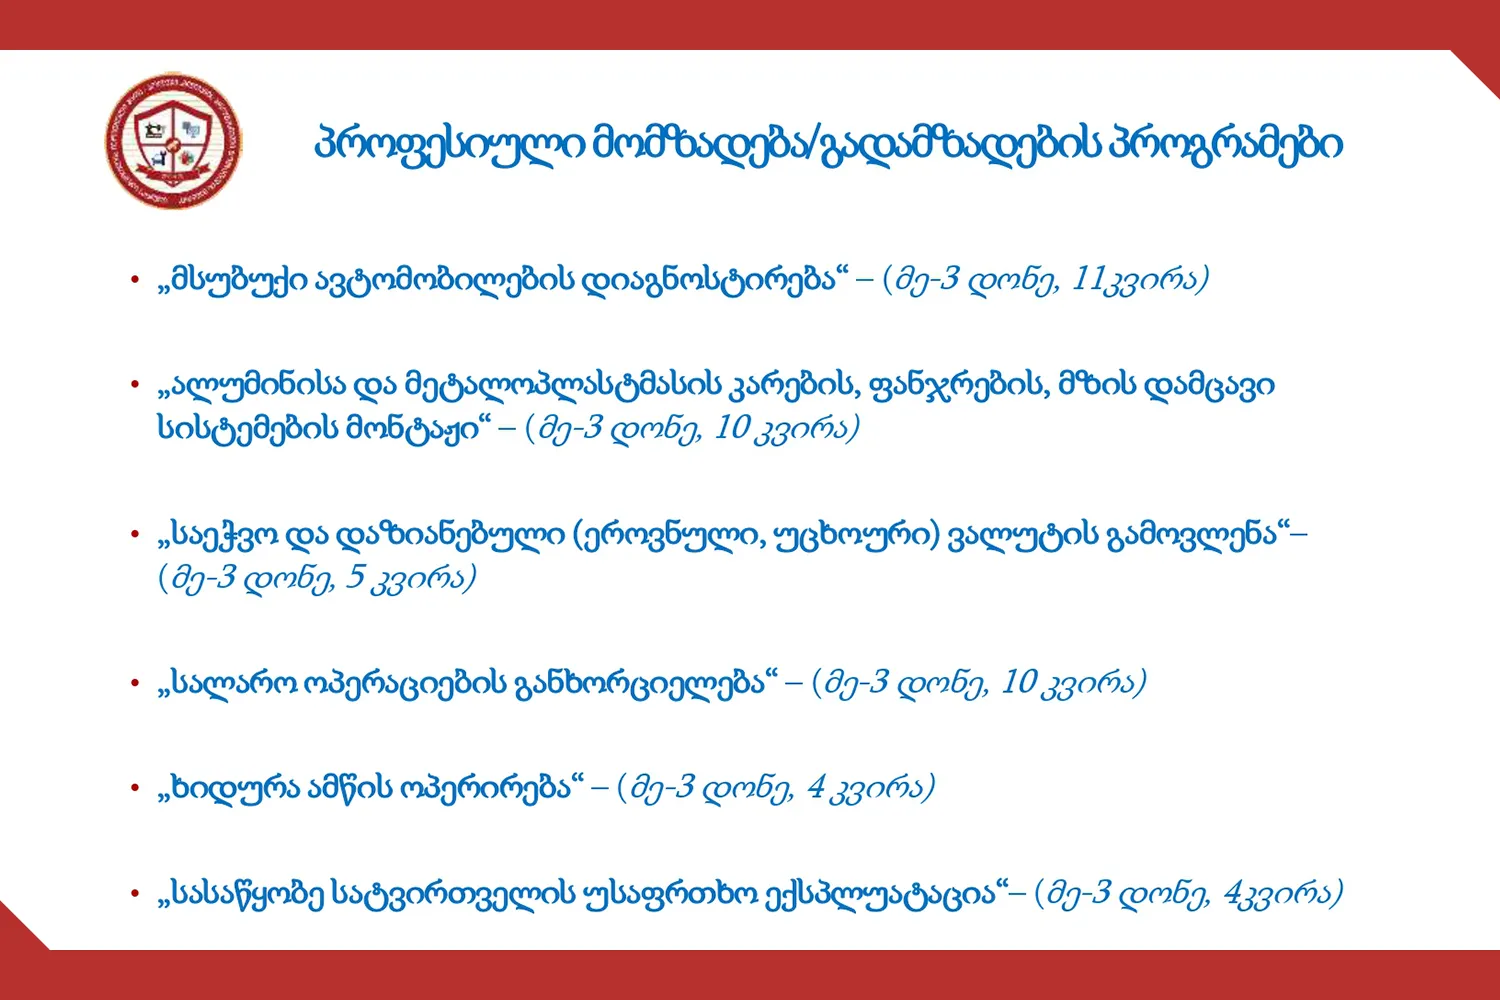 პროფესიული მომზადება/გადამზადების პროგრამები
• „მსუბუქი ავტომობილების დიაგნოსტირება“ – (მე-3 დონე, 11კვირა)
• „ალუმინისა და მეტალოპლასტმასის კარების, ფანჯრების, მზის დამცავი
სისტემების მონტაჟი“ – (მე-3 დონე, 10 კვირა)
• „საეჭვო და დაზიანებული (ეროვნული, უცხოური) ვალუტის გამოვლენა“–
(მე-3 დონე, 5 კვირა)
• „სალარო ოპერაციების განხორციელება“ – (მე-3 დონე, 10 კვირა)
• „ხიდურა ამწის ოპერირება“ – (მე-3 დონე, 4 კვირა)
• „სასაწყობე სატვირთველის უსაფრთხო ექსპლუატაცია“– (მე-3 დონე, 4კვირა)